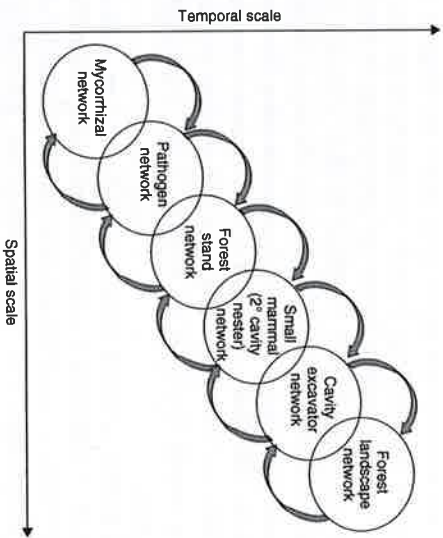 Temporal scale
Mycorrhizal
network
Pathogen
network
Forest
stand
network
Small
mammal
(2° cavity
nester)
network
Cavity
excavator
network
Forest
landscape
network
Spatial scale